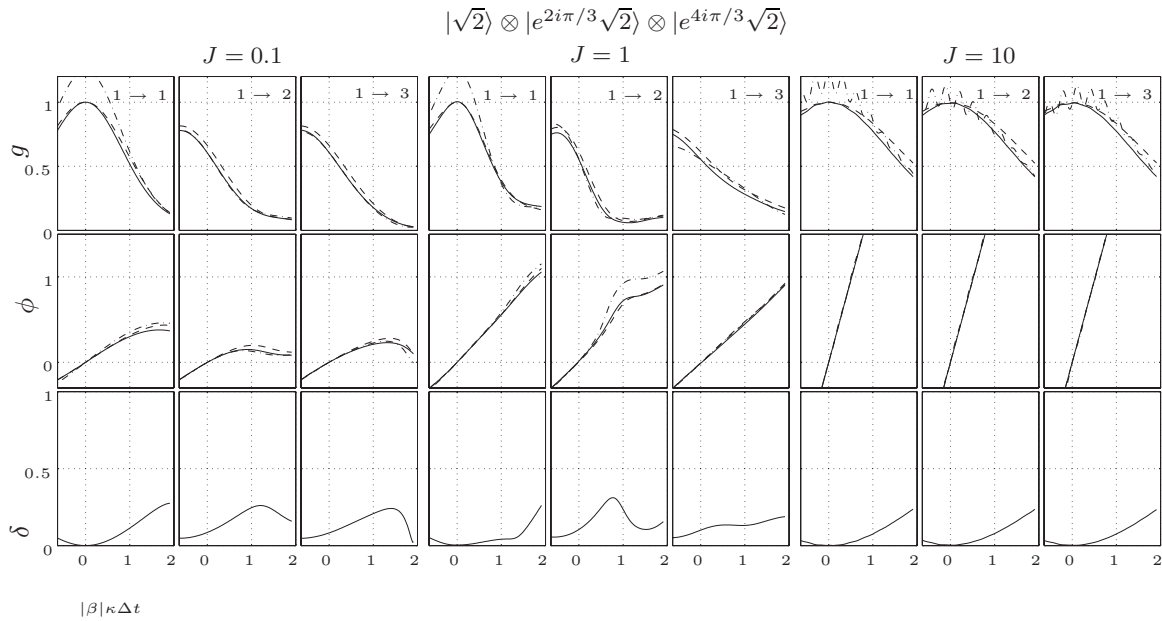 |√2⟩ ⊗ |e^{2iπ/3}√2⟩ ⊗ |e^{4iπ/3}√2⟩
J = 0.1 J = 1 J = 10
1 → 1 1 → 2 1 → 3 1 → 1 1 → 2 1 → 3 1 → 1 1 → 2 1 → 3
1
g 0.5
0
1
ϕ
0
1
0.5
δ
0
0 1 2 0 1 2 0 1 2 0 1 2 0 1 2 0 1 2 0 1 2 0 1 2 0 1 2
|β|κΔt